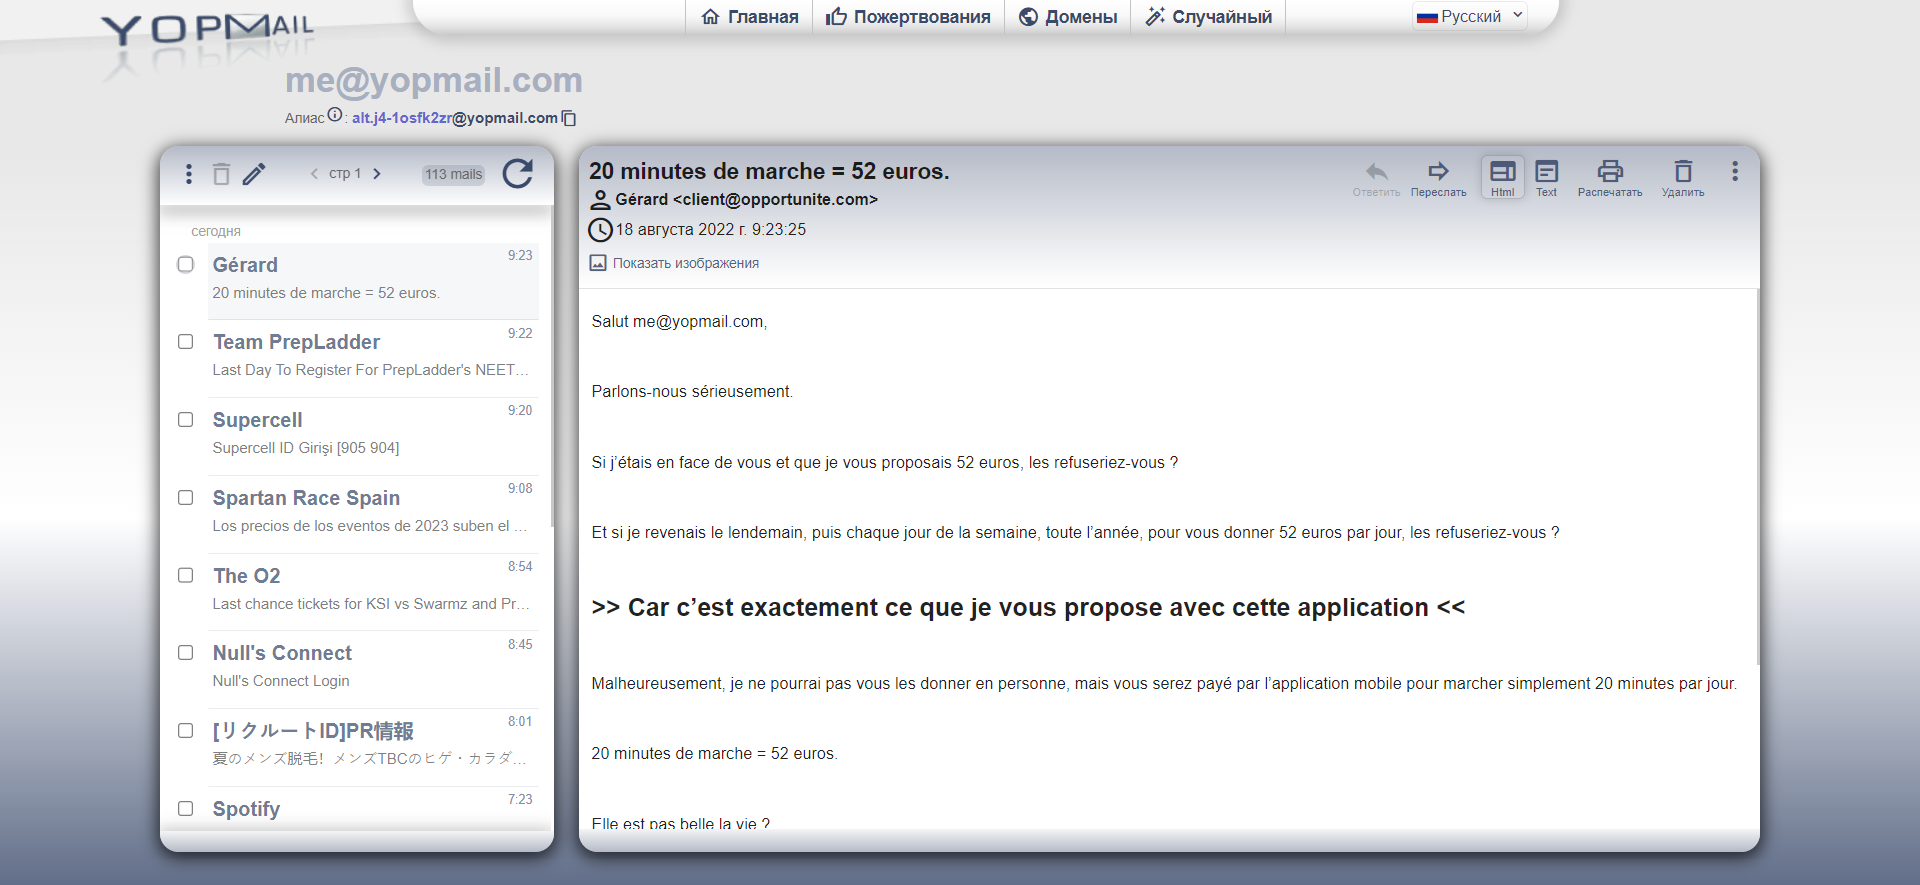 YOPMAIL
Главная
Пожертвования
Домены
Случайный
Русский
me@yopmail.com
Алиас : alt.j4-1osfk2zr@yopmail.com
стр 1
113 mails
сегодня
Gérard
9:23
20 minutes de marche = 52 euros.
Team PrepLadder
9:22
Last Day To Register For PrepLadder's NEET…
Supercell
9:20
Supercell ID Girişi [905 904]
Spartan Race Spain
9:08
Los precios de los eventos de 2023 suben el …
The O2
8:54
Last chance tickets for KSI vs Swarmz and Pr…
Null's Connect
8:45
Null's Connect Login
[リクルートID]PR情報
8:01
夏のメンズ脱毛！メンズTBCのヒゲ・カラダ…
Spotify
7:23
20 minutes de marche = 52 euros.
Gérard <client@opportunite.com>
18 августа 2022 г. 9:23:25
Показать изображения
Ответить
Переслать
Html
Text
Распечатать
Удалить
Salut me@yopmail.com,
Parlons-nous sérieusement.
Si j’étais en face de vous et que je vous proposais 52 euros, les refuseriez-vous ?
Et si je revenais le lendemain, puis chaque jour de la semaine, toute l’année, pour vous donner 52 euros par jour, les refuseriez-vous ?
>> Car c’est exactement ce que je vous propose avec cette application <<
Malheureusement, je ne pourrai pas vous les donner en personne, mais vous serez payé par l’application mobile pour marcher simplement 20 minutes par jour.
20 minutes de marche = 52 euros.
Elle est pas belle la vie ?